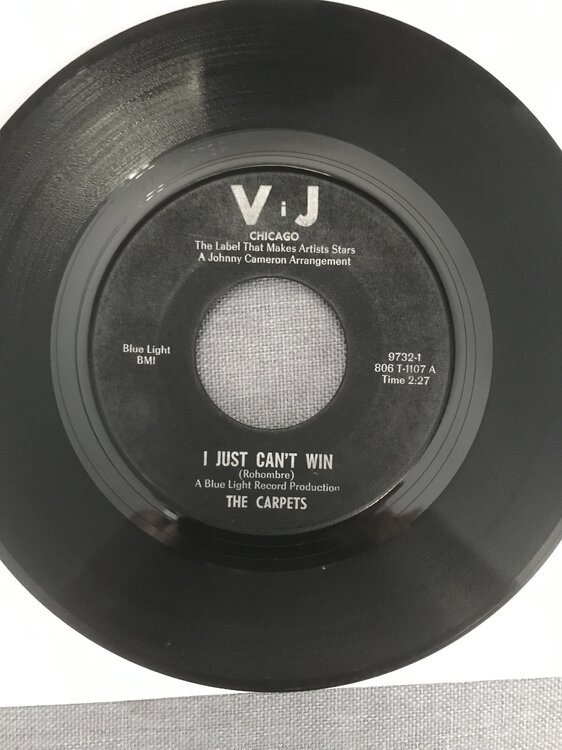 V i J
CHICAGO
The Label That Makes Artists Stars
A Johnny Cameron Arrangement
Blue Light
BMI
9732-1
806 T-1107 A
Time 2:27
I JUST CAN'T WIN
(Rohombre)
A Blue Light Record Production
THE CARPETS